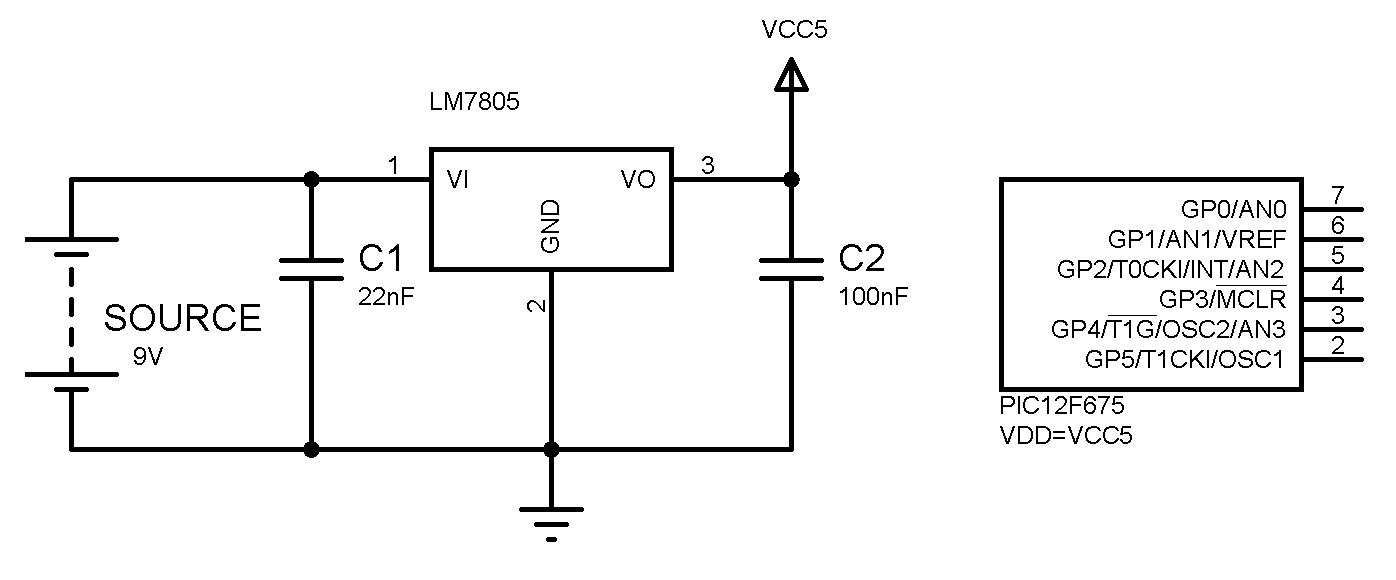 VCC5
LM7805
1
VI
VO
3
GND
2
C1
22nF
C2
100nF
SOURCE
9V
GP0/AN0
7
GP1/AN1/VREF
6
GP2/T0CKI/INT/AN2
5
GP3/MCLR
4
GP4/T1G/OSC2/AN3
3
GP5/T1CKI/OSC1
2
PIC12F675
VDD=VCC5